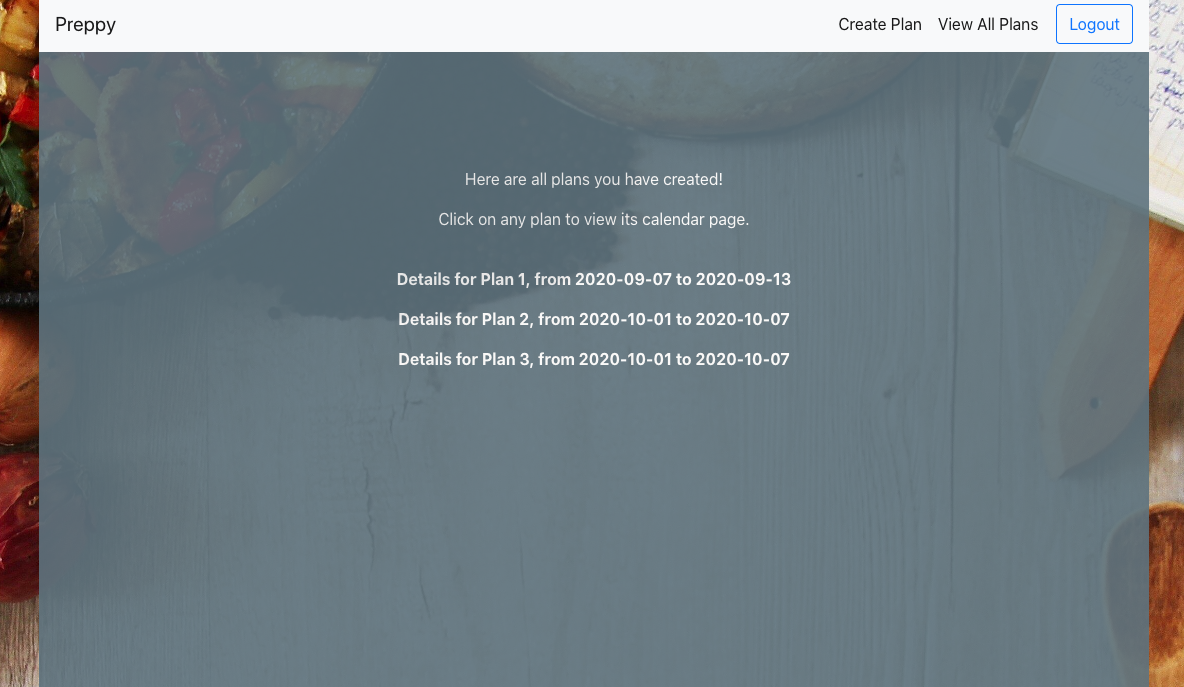 Preppy
Create Plan
View All Plans
Logout
Here are all plans you have created!
Click on any plan to view its calendar page.
Details for Plan 1, from 2020-09-07 to 2020-09-13
Details for Plan 2, from 2020-10-01 to 2020-10-07
Details for Plan 3, from 2020-10-01 to 2020-10-07